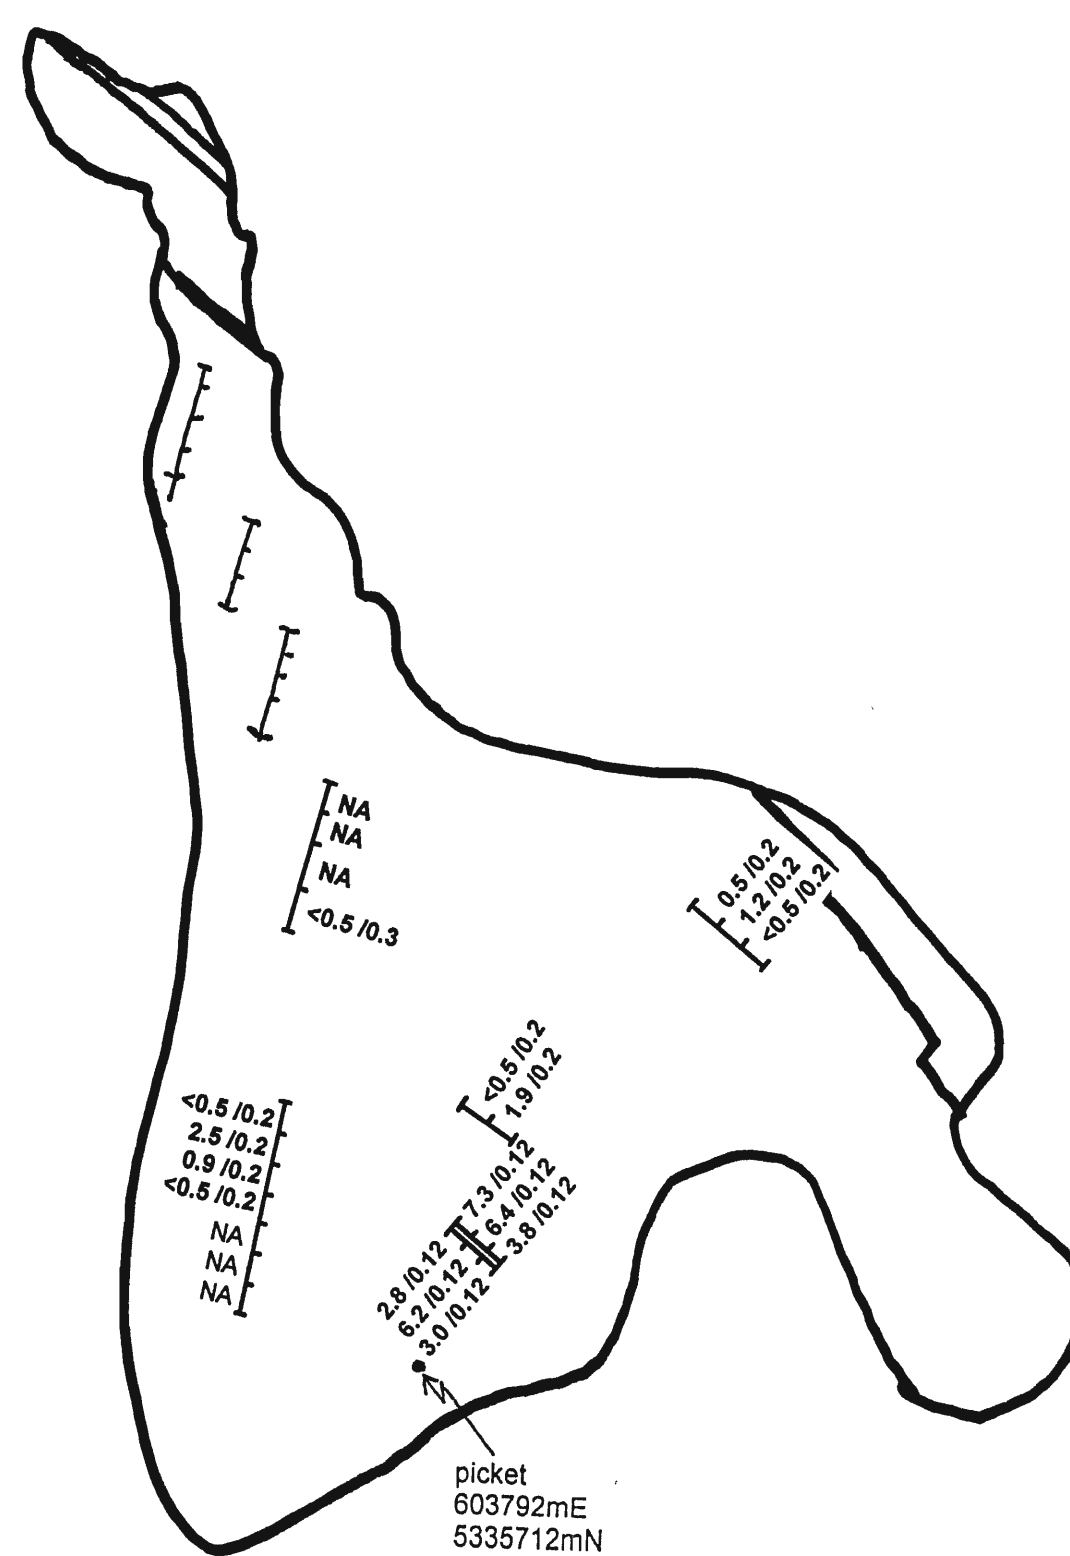 NA
NA
NA
<0.5 /0.3
0.5 /0.2
1.2 /0.2
<0.5 /0.2
<0.5 /0.2
1.9 /0.2
<0.5 /0.2
2.5 /0.2
0.9 /0.2
<0.5 /0.2
NA
NA
NA
7.3 /0.12
6.4 /0.12
3.8 /0.12
2.8 /0.12
6.2 /0.12
3.0 /0.12
picket
603792mE
5335712mN